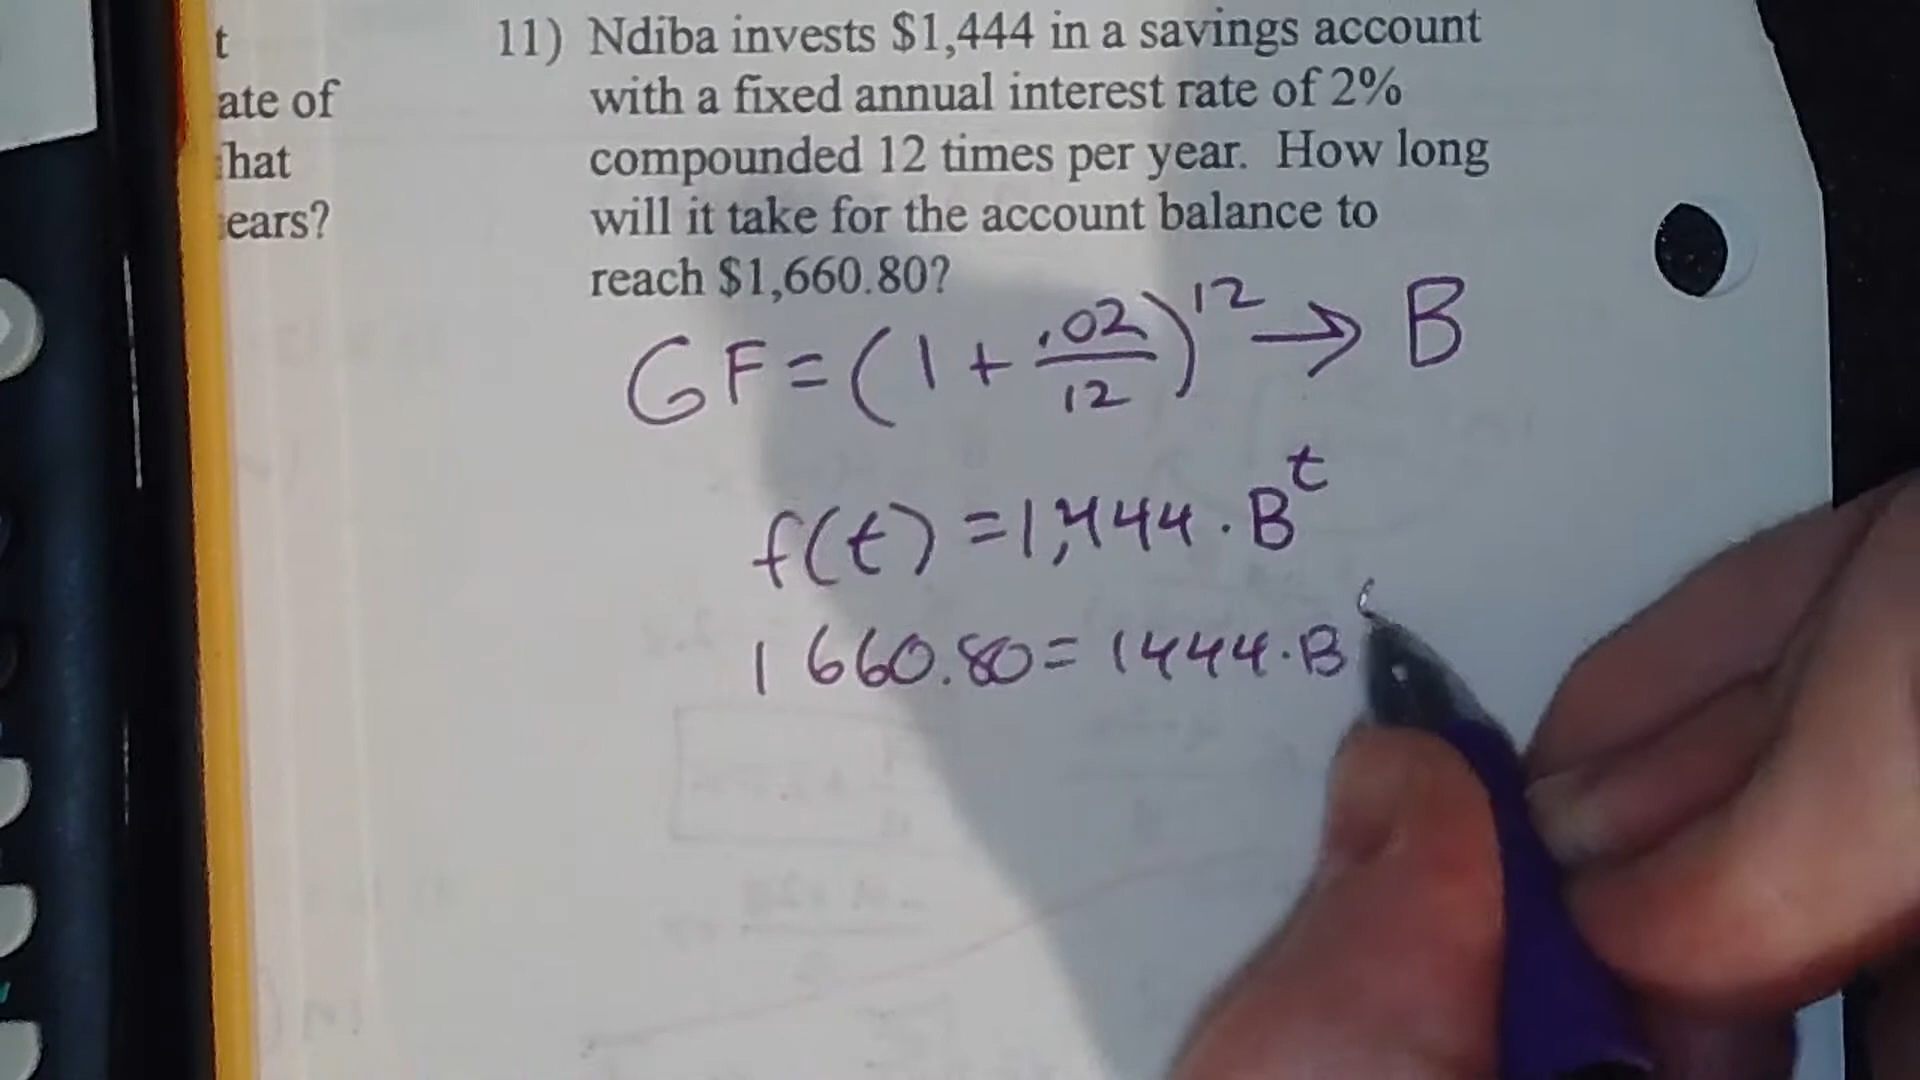 t
ate of
hat
ears?
11) Ndiba invests $1,444 in a savings account
with a fixed annual interest rate of 2%
compounded 12 times per year. How long
will it take for the account balance to
reach $1,660.80?
GF = (1 + .02/12)^12 → B
f(t) = 1,444 · B^t
1660.80 = 1444 · B